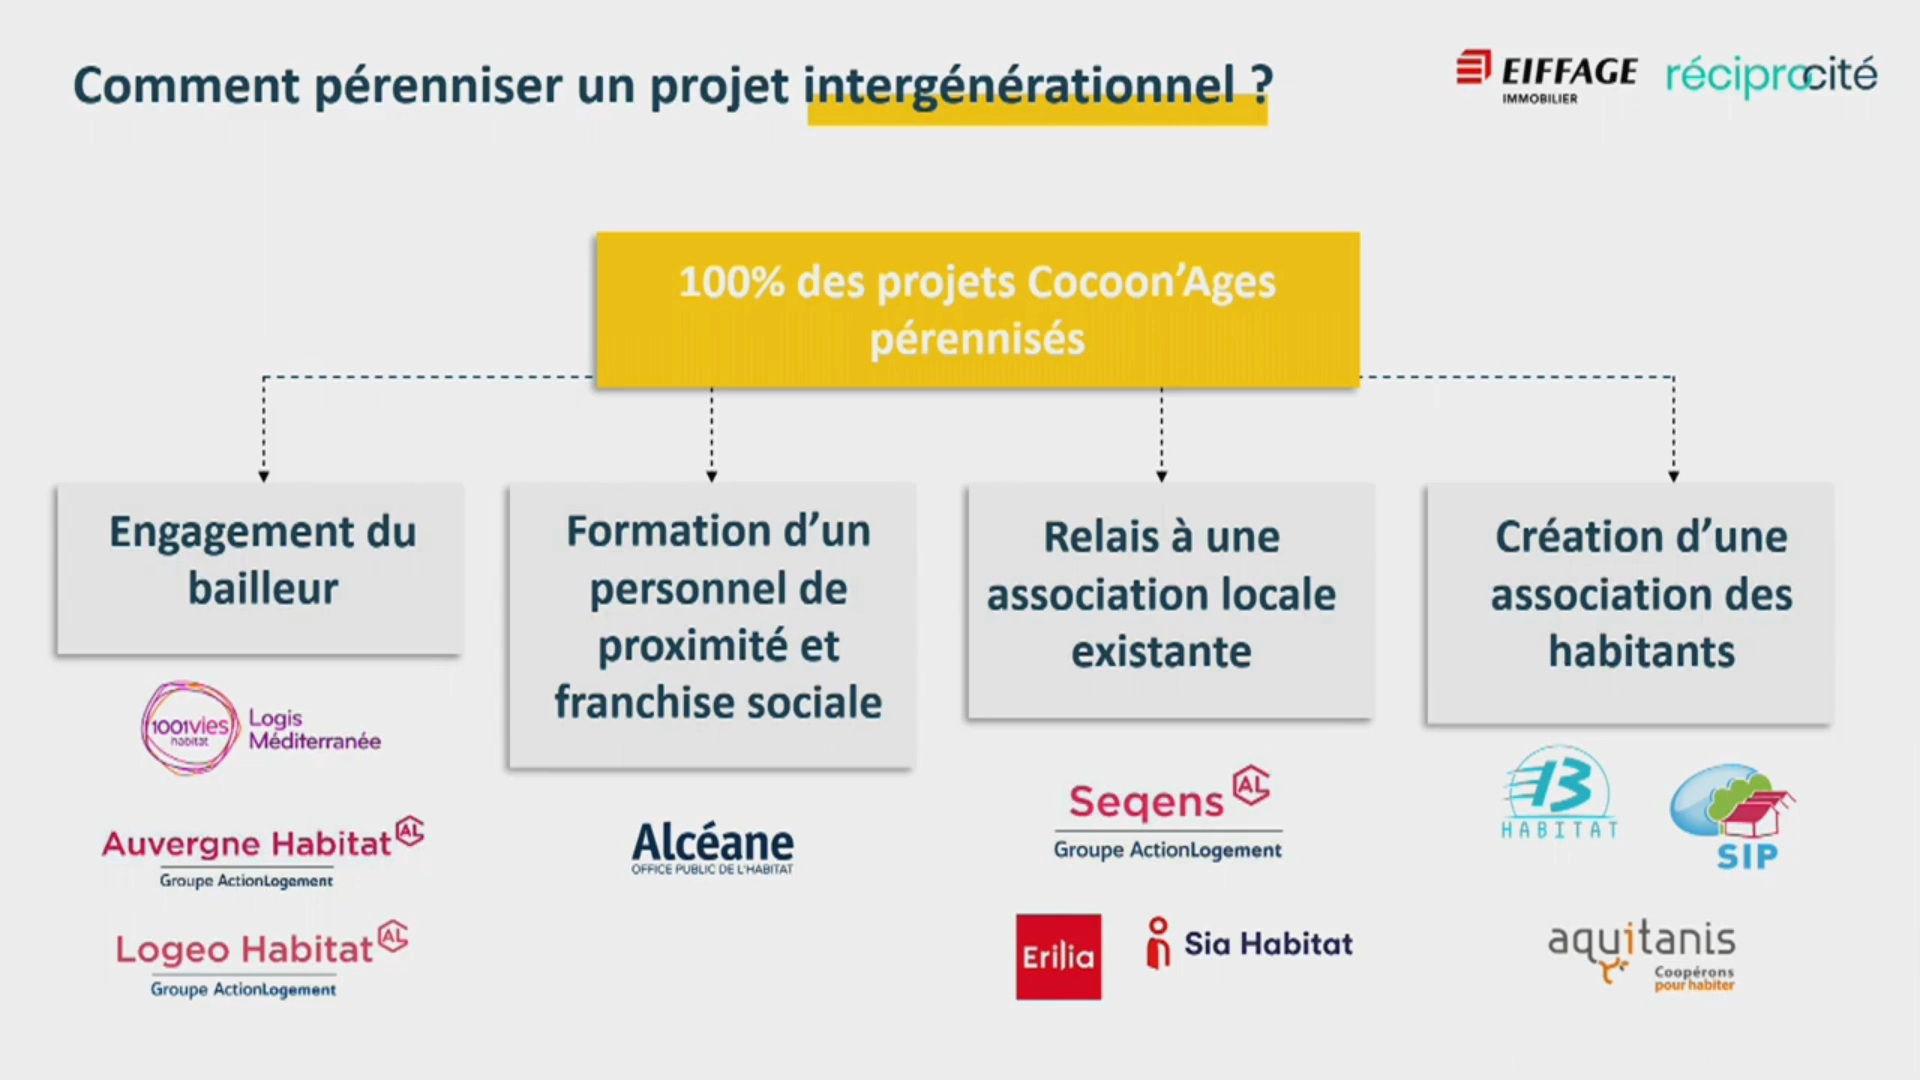 Comment pérenniser un projet intergénérationnel ?
EIFFAGE
IMMOBILIER
réciprocité
100% des projets Cocoon’Ages
pérennisés
Engagement du
bailleur
Formation d’un
personnel de
proximité et
franchise sociale
Relais à une
association locale
existante
Création d’une
association des
habitants
1001vies
habitat
Logis
Méditerranée
Auvergne Habitat AL
Groupe ActionLogement
Logeo Habitat AL
Groupe ActionLogement
Alcéane
OFFICE PUBLIC DE L'HABITAT
Seqens AL
Groupe ActionLogement
Erilia
Sia Habitat
13
HABITAT
SIP
aquitanis
Coopérons
pour habiter